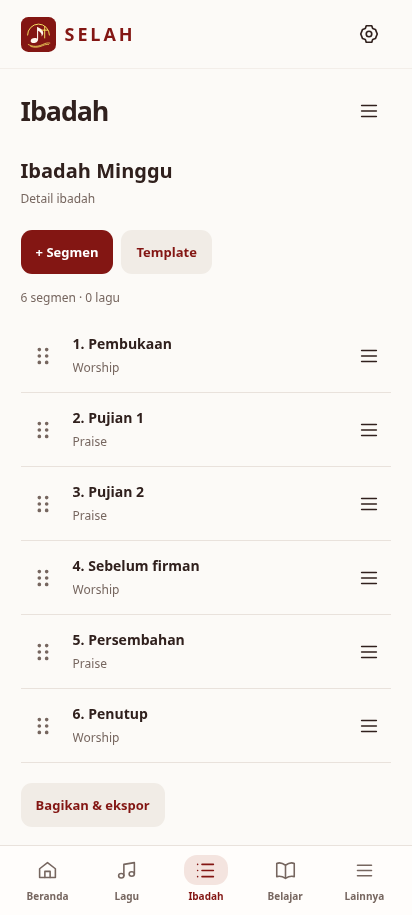 SELAH
Ibadah
Ibadah Minggu
Detail ibadah
+ Segmen
Template
6 segmen · 0 lagu
1. Pembukaan
Worship
2. Pujian 1
Praise
3. Pujian 2
Praise
4. Sebelum firman
Worship
5. Persembahan
Praise
6. Penutup
Worship
Bagikan & ekspor
Beranda
Lagu
Ibadah
Belajar
Lainnya